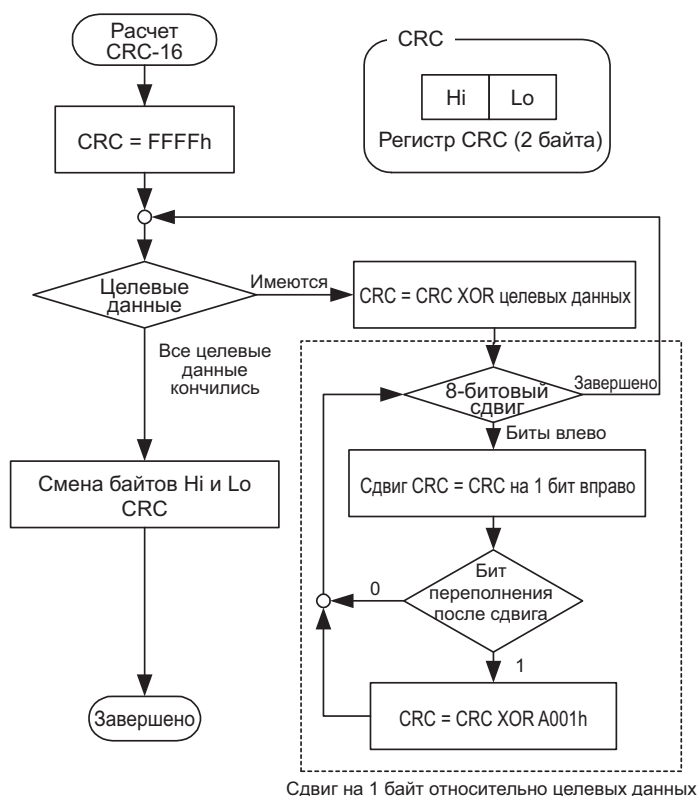 Расчет
CRC-16
CRC
Hi
Lo
Регистр CRC (2 байта)
CRC = FFFFh
Целевые
данные
Имеются
CRC = CRC XOR целевых данных
Все целевые
данные
кончились
8-битовый
сдвиг
Завершено
Биты влево
Смена байтов Hi и Lo
CRC
Сдвиг CRC = CRC на 1 бит вправо
Бит
переполнения
после сдвига
0
1
CRC = CRC XOR A001h
Завершено
Сдвиг на 1 байт относительно целевых данных